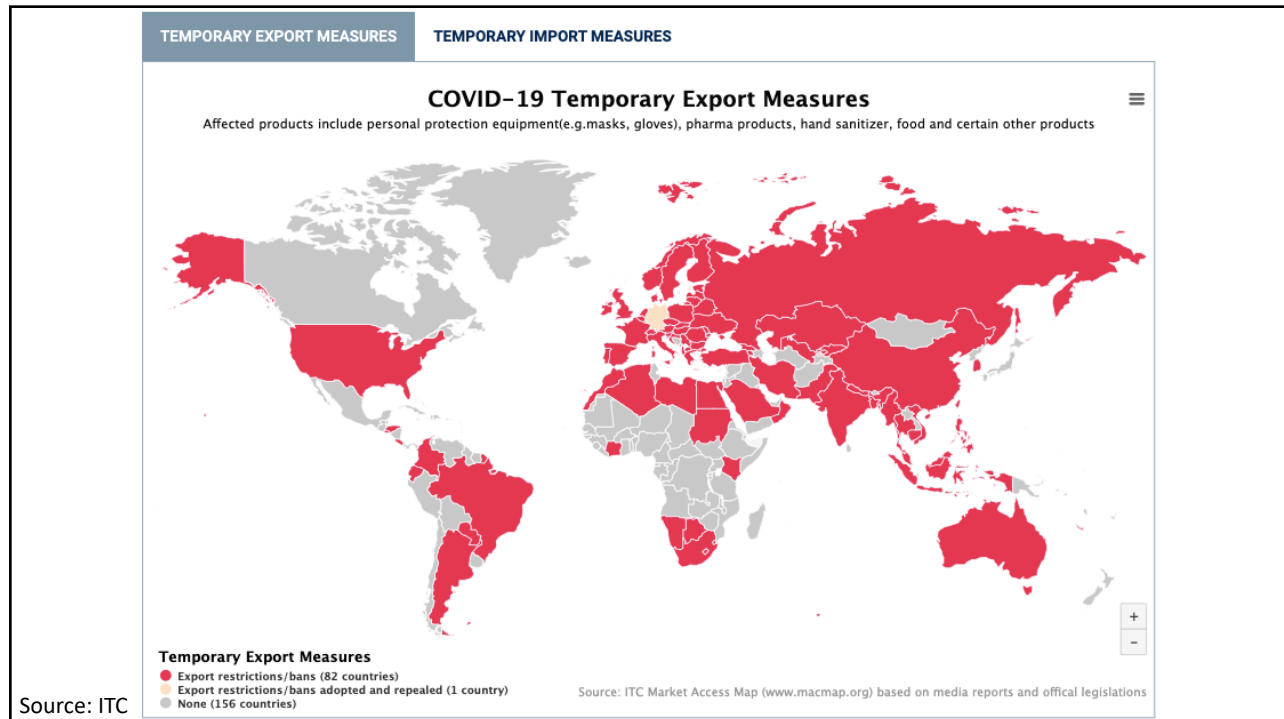 TEMPORARY EXPORT MEASURES
TEMPORARY IMPORT MEASURES
COVID-19 Temporary Export Measures
Affected products include personal protection equipment(e.g.masks, gloves), pharma products, hand sanitizer, food and certain other products
+
−
Temporary Export Measures
Export restrictions/bans (82 countries)
Export restrictions/bans adopted and repealed (1 country)
None (156 countries)
Source: ITC Market Access Map (www.macmap.org) based on media reports and offical legislations
Source: ITC